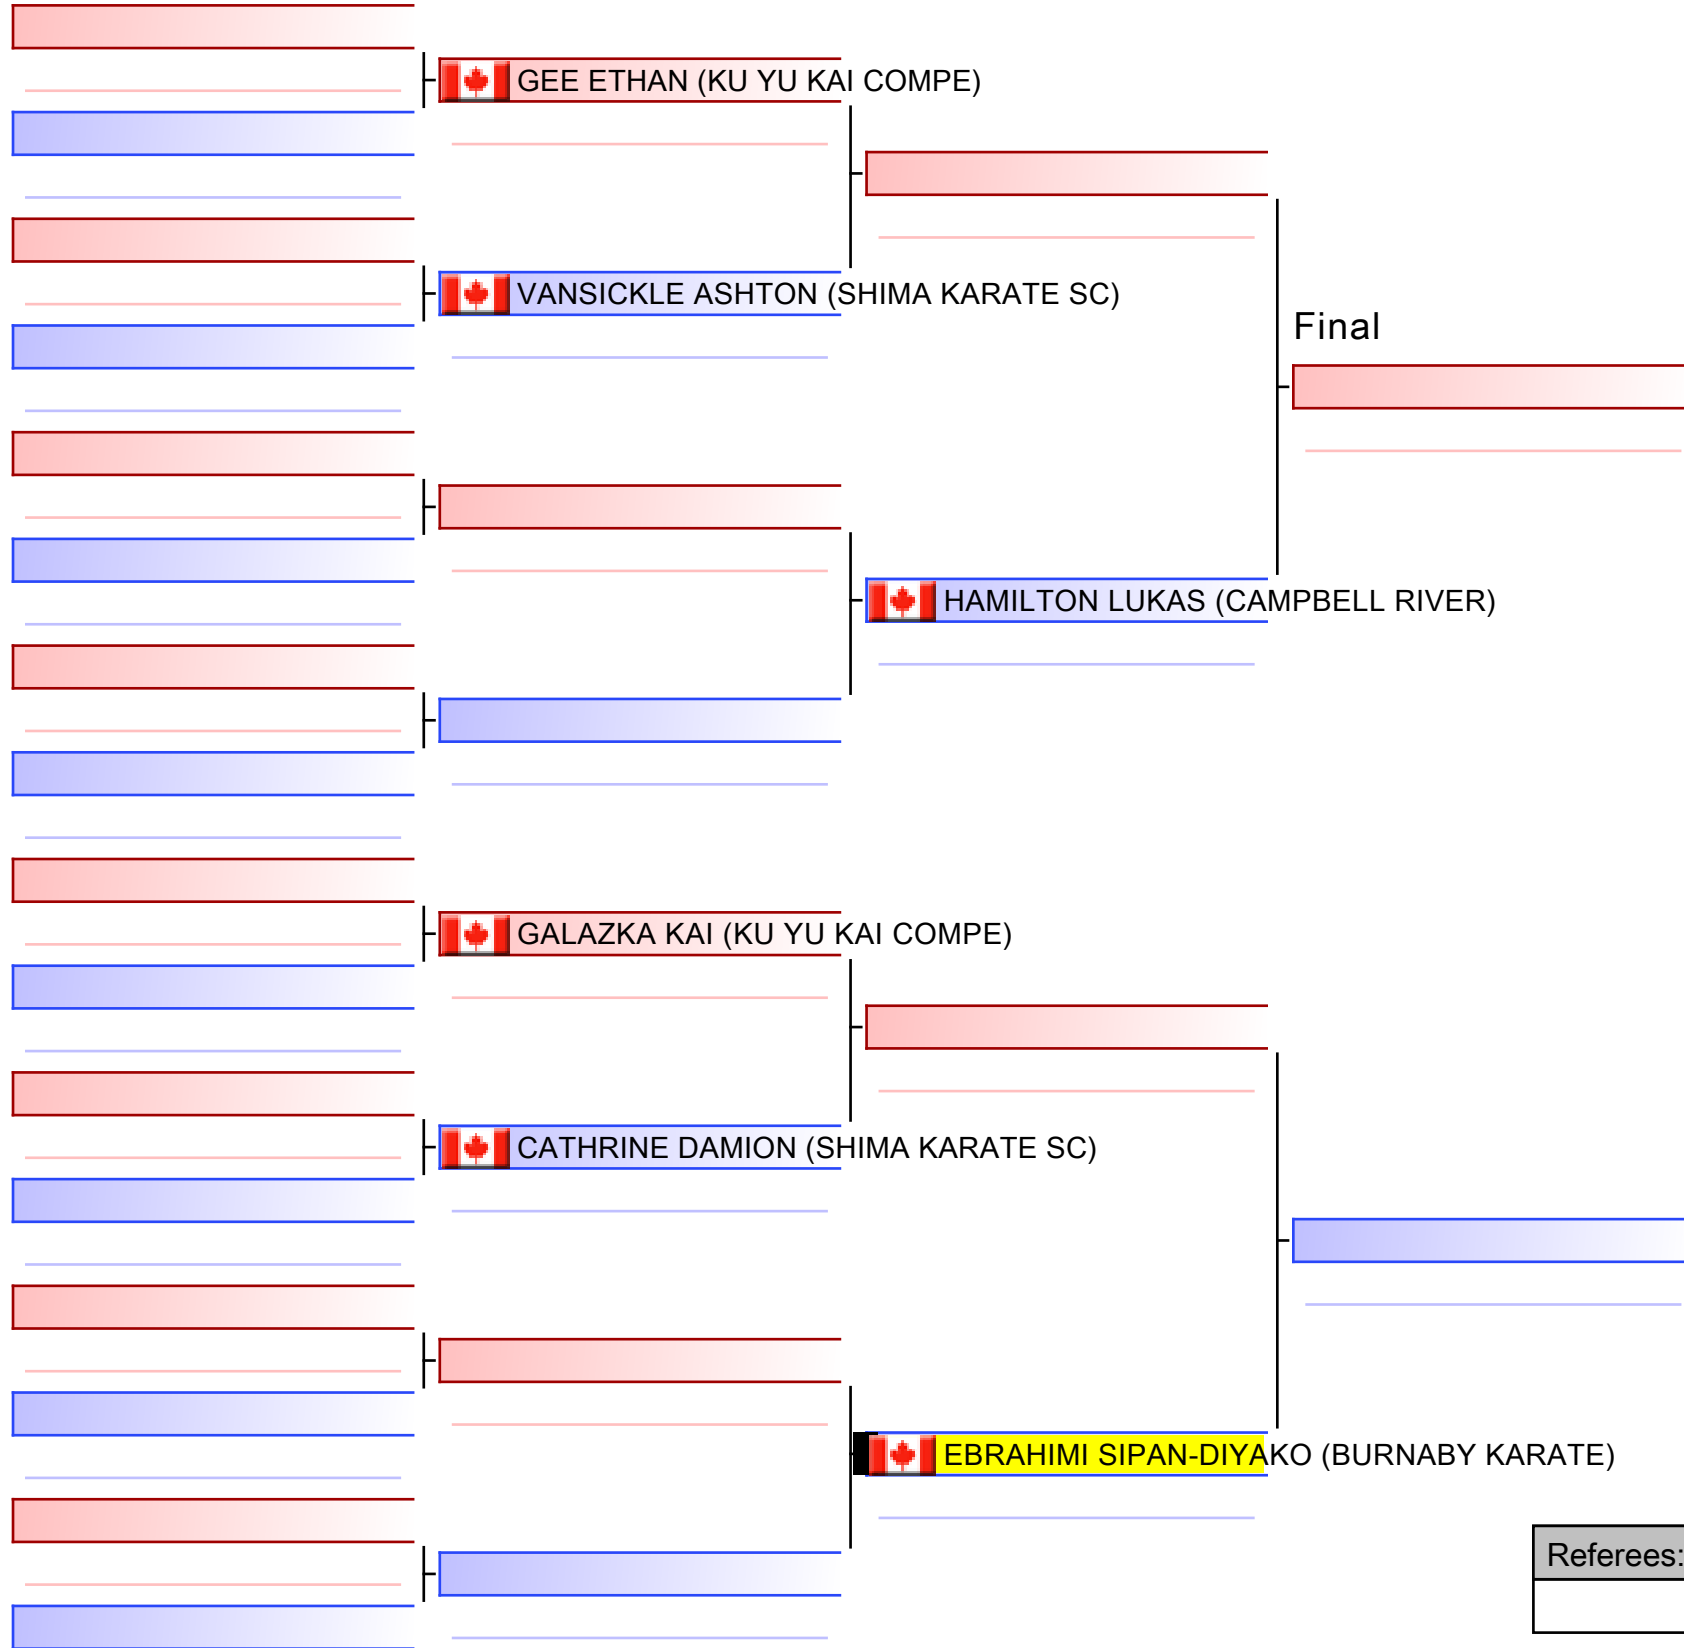 GEE ETHAN (KU YU KAI COMPE)
VANSICKLE ASHTON (SHIMA KARATE SC)
Final
HAMILTON LUKAS (CAMPBELL RIVER)
GALAZKA KAI (KU YU KAI COMPE)
CATHRINE DAMION (SHIMA KARATE SC)
EBRAHIMI SIPAN-DIYAKO (BURNABY KARATE)
Referees: